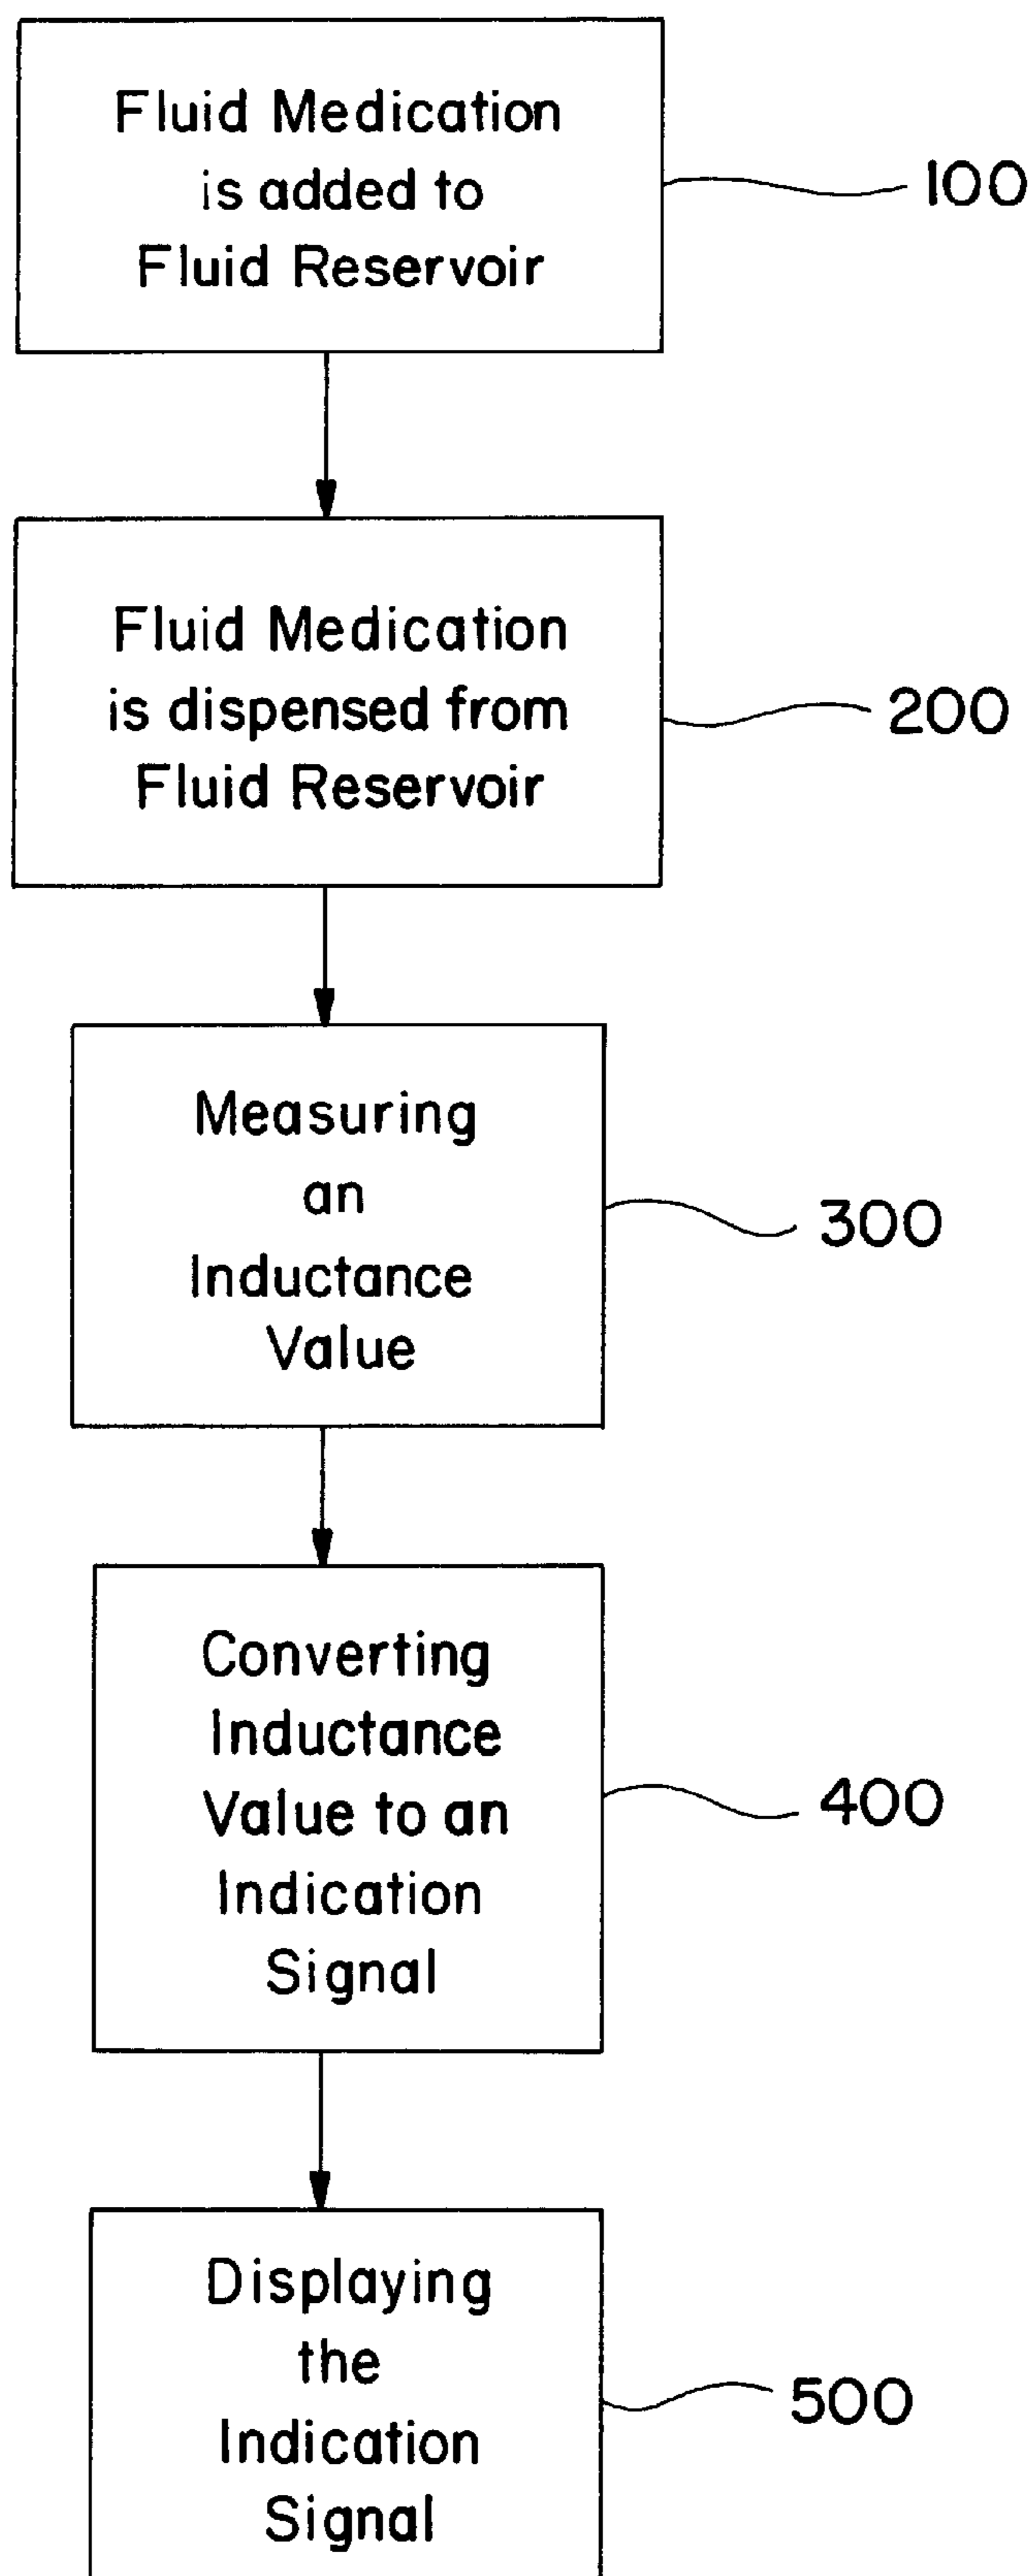 Fluid Medication
is added to
Fluid Reservoir
100
Fluid Medication
is dispensed from
Fluid Reservoir
200
Measuring
an
Inductance
Value
300
Converting
Inductance
Value to an
Indication
Signal
400
Displaying
the
Indication
Signal
500